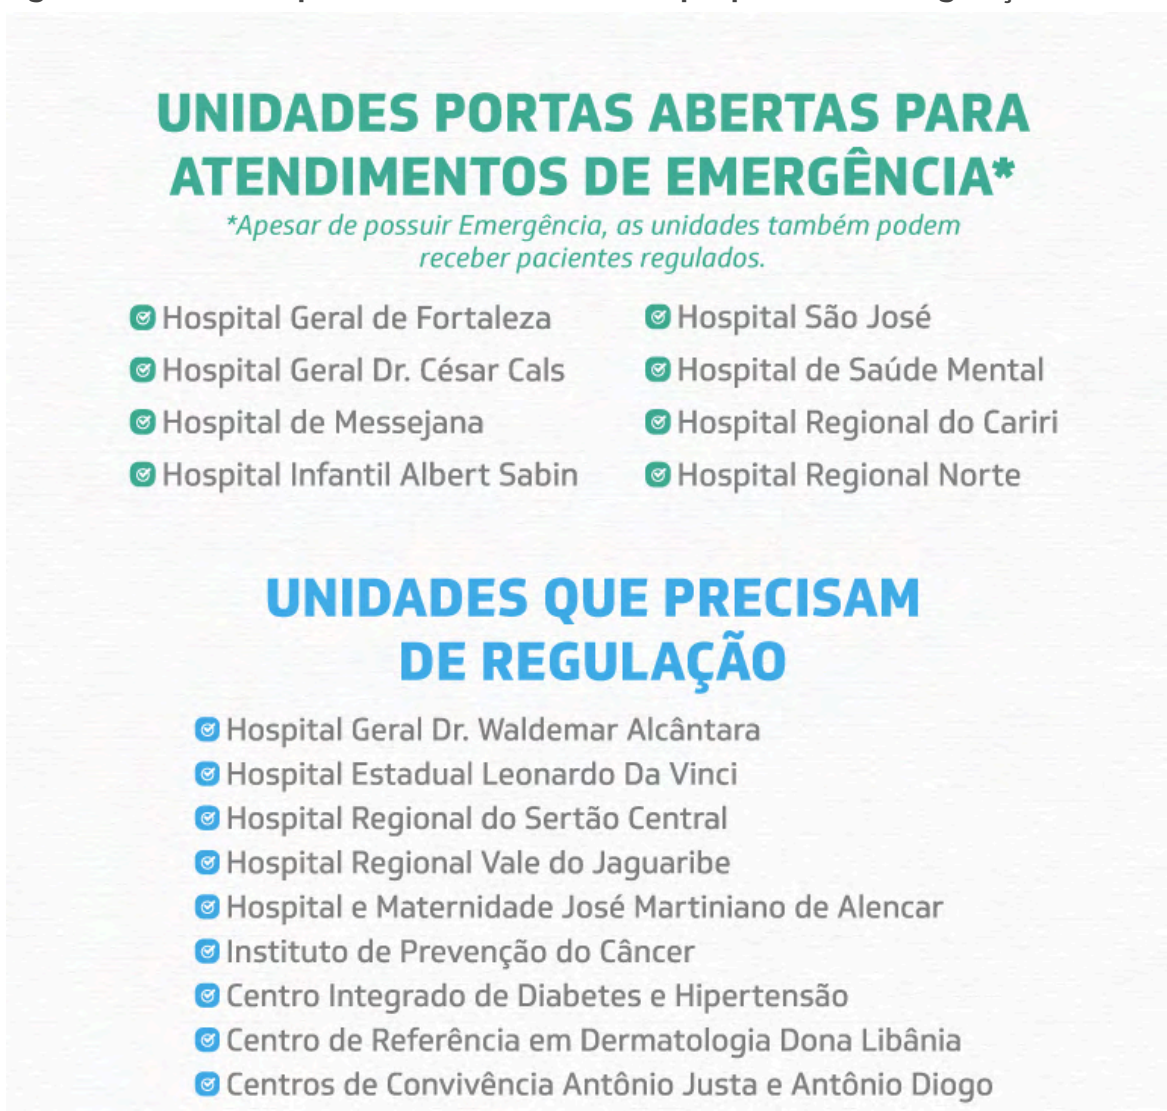 UNIDADES PORTAS ABERTAS PARA
ATENDIMENTOS DE EMERGÊNCIA*
*Apesar de possuir Emergência, as unidades também podem
receber pacientes regulados.
Hospital Geral de Fortaleza
Hospital Geral Dr. César Cals
Hospital de Messejana
Hospital Infantil Albert Sabin
Hospital São José
Hospital de Saúde Mental
Hospital Regional do Cariri
Hospital Regional Norte
UNIDADES QUE PRECISAM
DE REGULAÇÃO
Hospital Geral Dr. Waldemar Alcântara
Hospital Estadual Leonardo Da Vinci
Hospital Regional do Sertão Central
Hospital Regional Vale do Jaguaribe
Hospital e Maternidade José Martiniano de Alencar
Instituto de Prevenção do Câncer
Centro Integrado de Diabetes e Hipertensão
Centro de Referência em Dermatologia Dona Libânia
Centros de Convivência Antônio Justa e Antônio Diogo